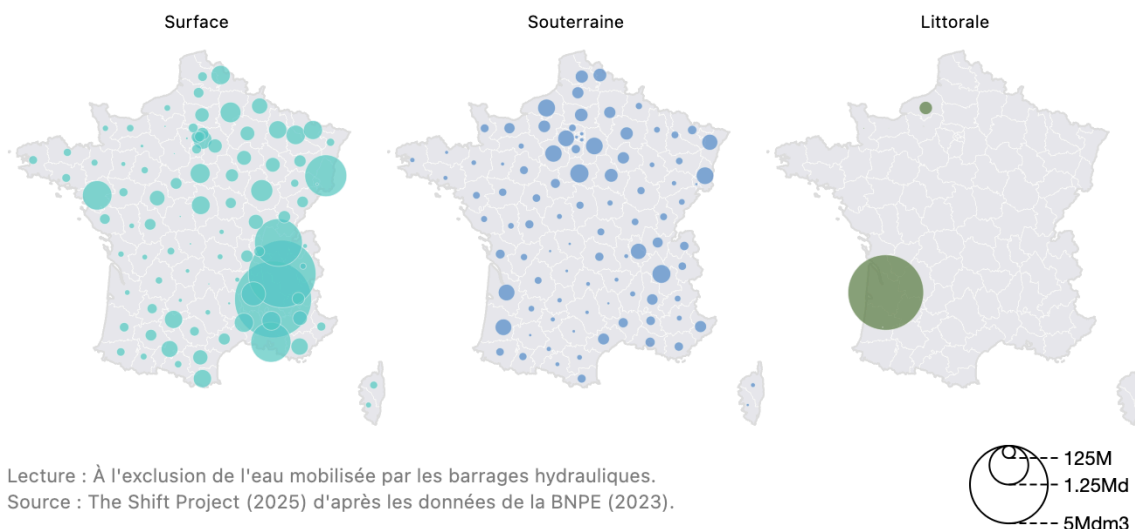 Surface
Souterraine
Littorale
Lecture : À l'exclusion de l'eau mobilisée par les barrages hydrauliques.
Source : The Shift Project (2025) d'après les données de la BNPE (2023).
125M
1.25Md
5Mdm3